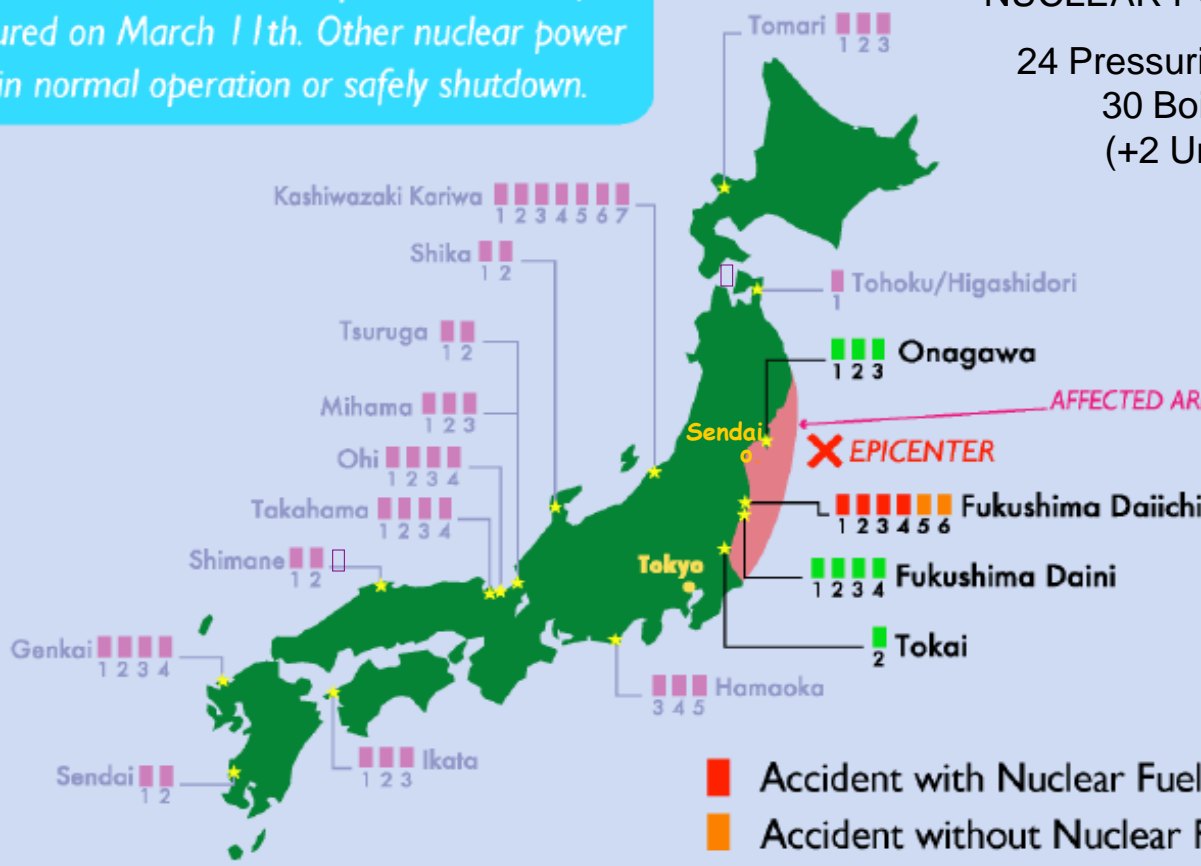 ured on March 11th. Other nuclear power
in normal operation or safely shutdown.
24 Pressuri
30 Boi
(+2 Ur
Tomari
1 2 3
Kashiwazaki Kariwa
1 2 3 4 5 6 7
Shika
1 2
Tohoku/Higashidori
1
Tsuruga
1 2
Onagawa
1 2 3
Mihama
1 2 3
AFFECTED AR
Sendai
EPICENTER
Ohi
1 2 3 4
Takahama
1 2 3 4
Fukushima Daiichi
1 2 3 4 5 6
Shimane
1 2
Tokyo
Fukushima Daini
1 2 3 4
Genkai
1 2 3 4
Tokai
2
Hamaoka
3 4 5
Ikata
1 2 3
Sendai
1 2
Accident with Nuclear Fuel
Accident without Nuclear F